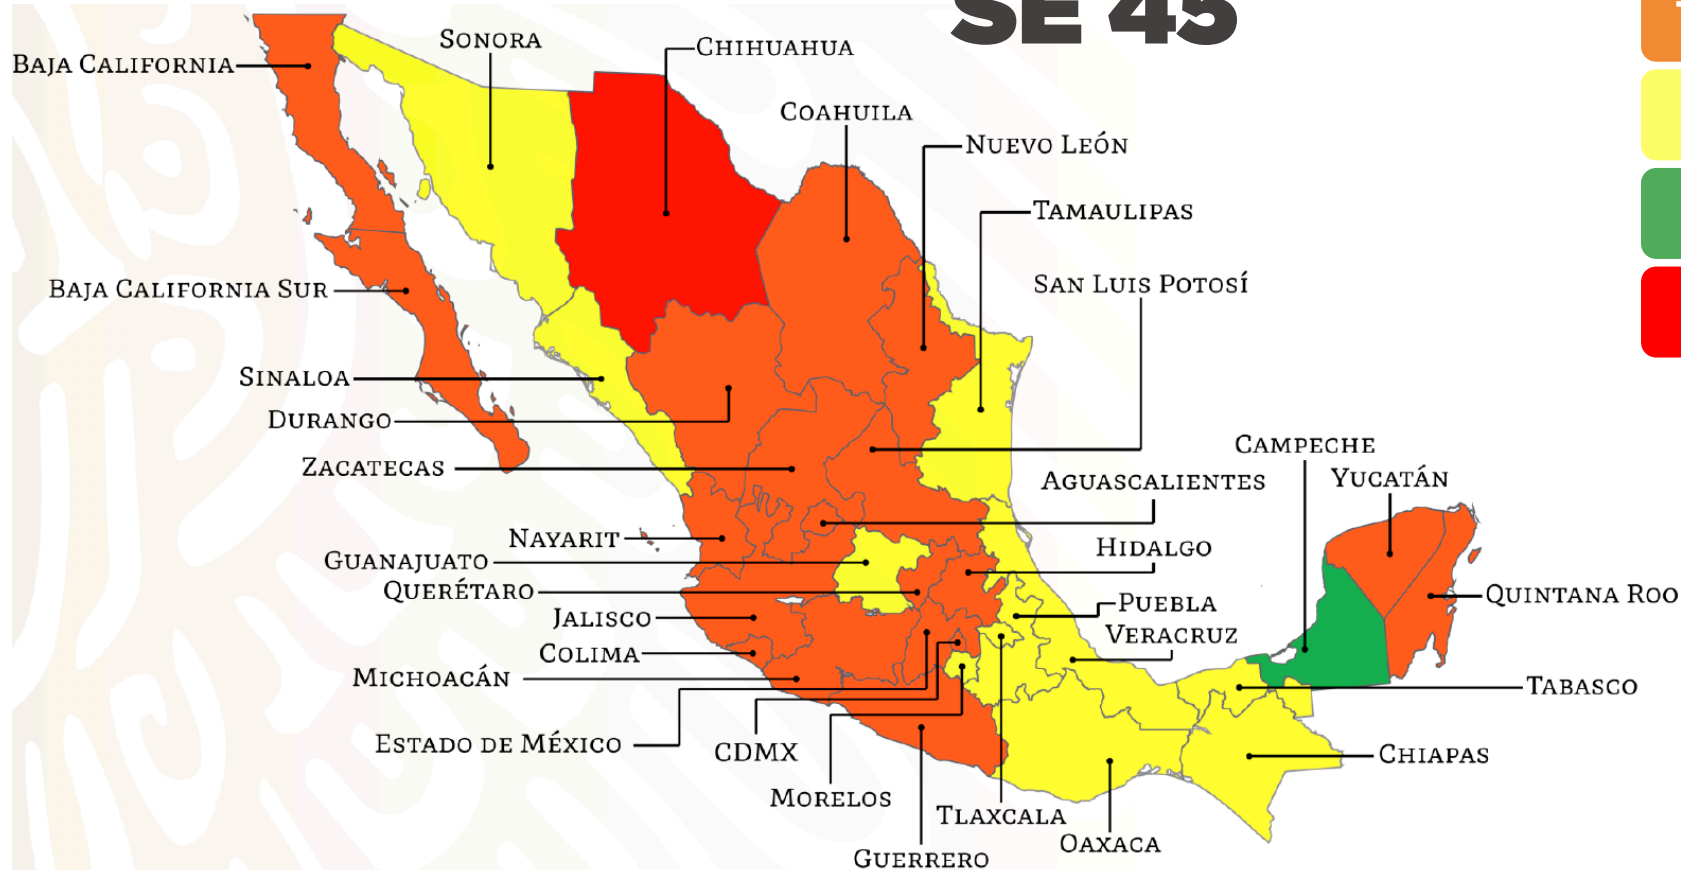 SE 45
SONORA
CHIHUAHUA
BAJA CALIFORNIA
COAHUILA
NUEVO LEÓN
TAMAULIPAS
SAN LUIS POTOSÍ
BAJA CALIFORNIA SUR
SINALOA
DURANGO
CAMPECHE
ZACATECAS
YUCATÁN
AGUASCALIENTES
NAYARIT
HIDALGO
GUANAJUATO
QUERÉTARO
QUINTANA ROO
PUEBLA
JALISCO
VERACRUZ
COLIMA
MICHOACÁN
TABASCO
ESTADO DE MÉXICO
CDMX
CHIAPAS
MORELOS
TLAXCALA
OAXACA
GUERRERO